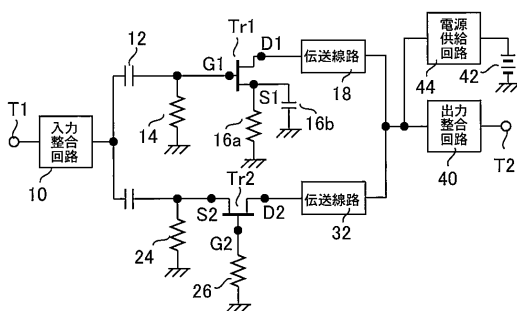 12
Tr1
G1
D1
伝送線路
18
電源
供給
回路
44
42
T1
入力
整合
回路
10
14
S1
16a
16b
出力
整合
回路
40
T2
Tr2
S2
D2
伝送線路
32
24
G2
26